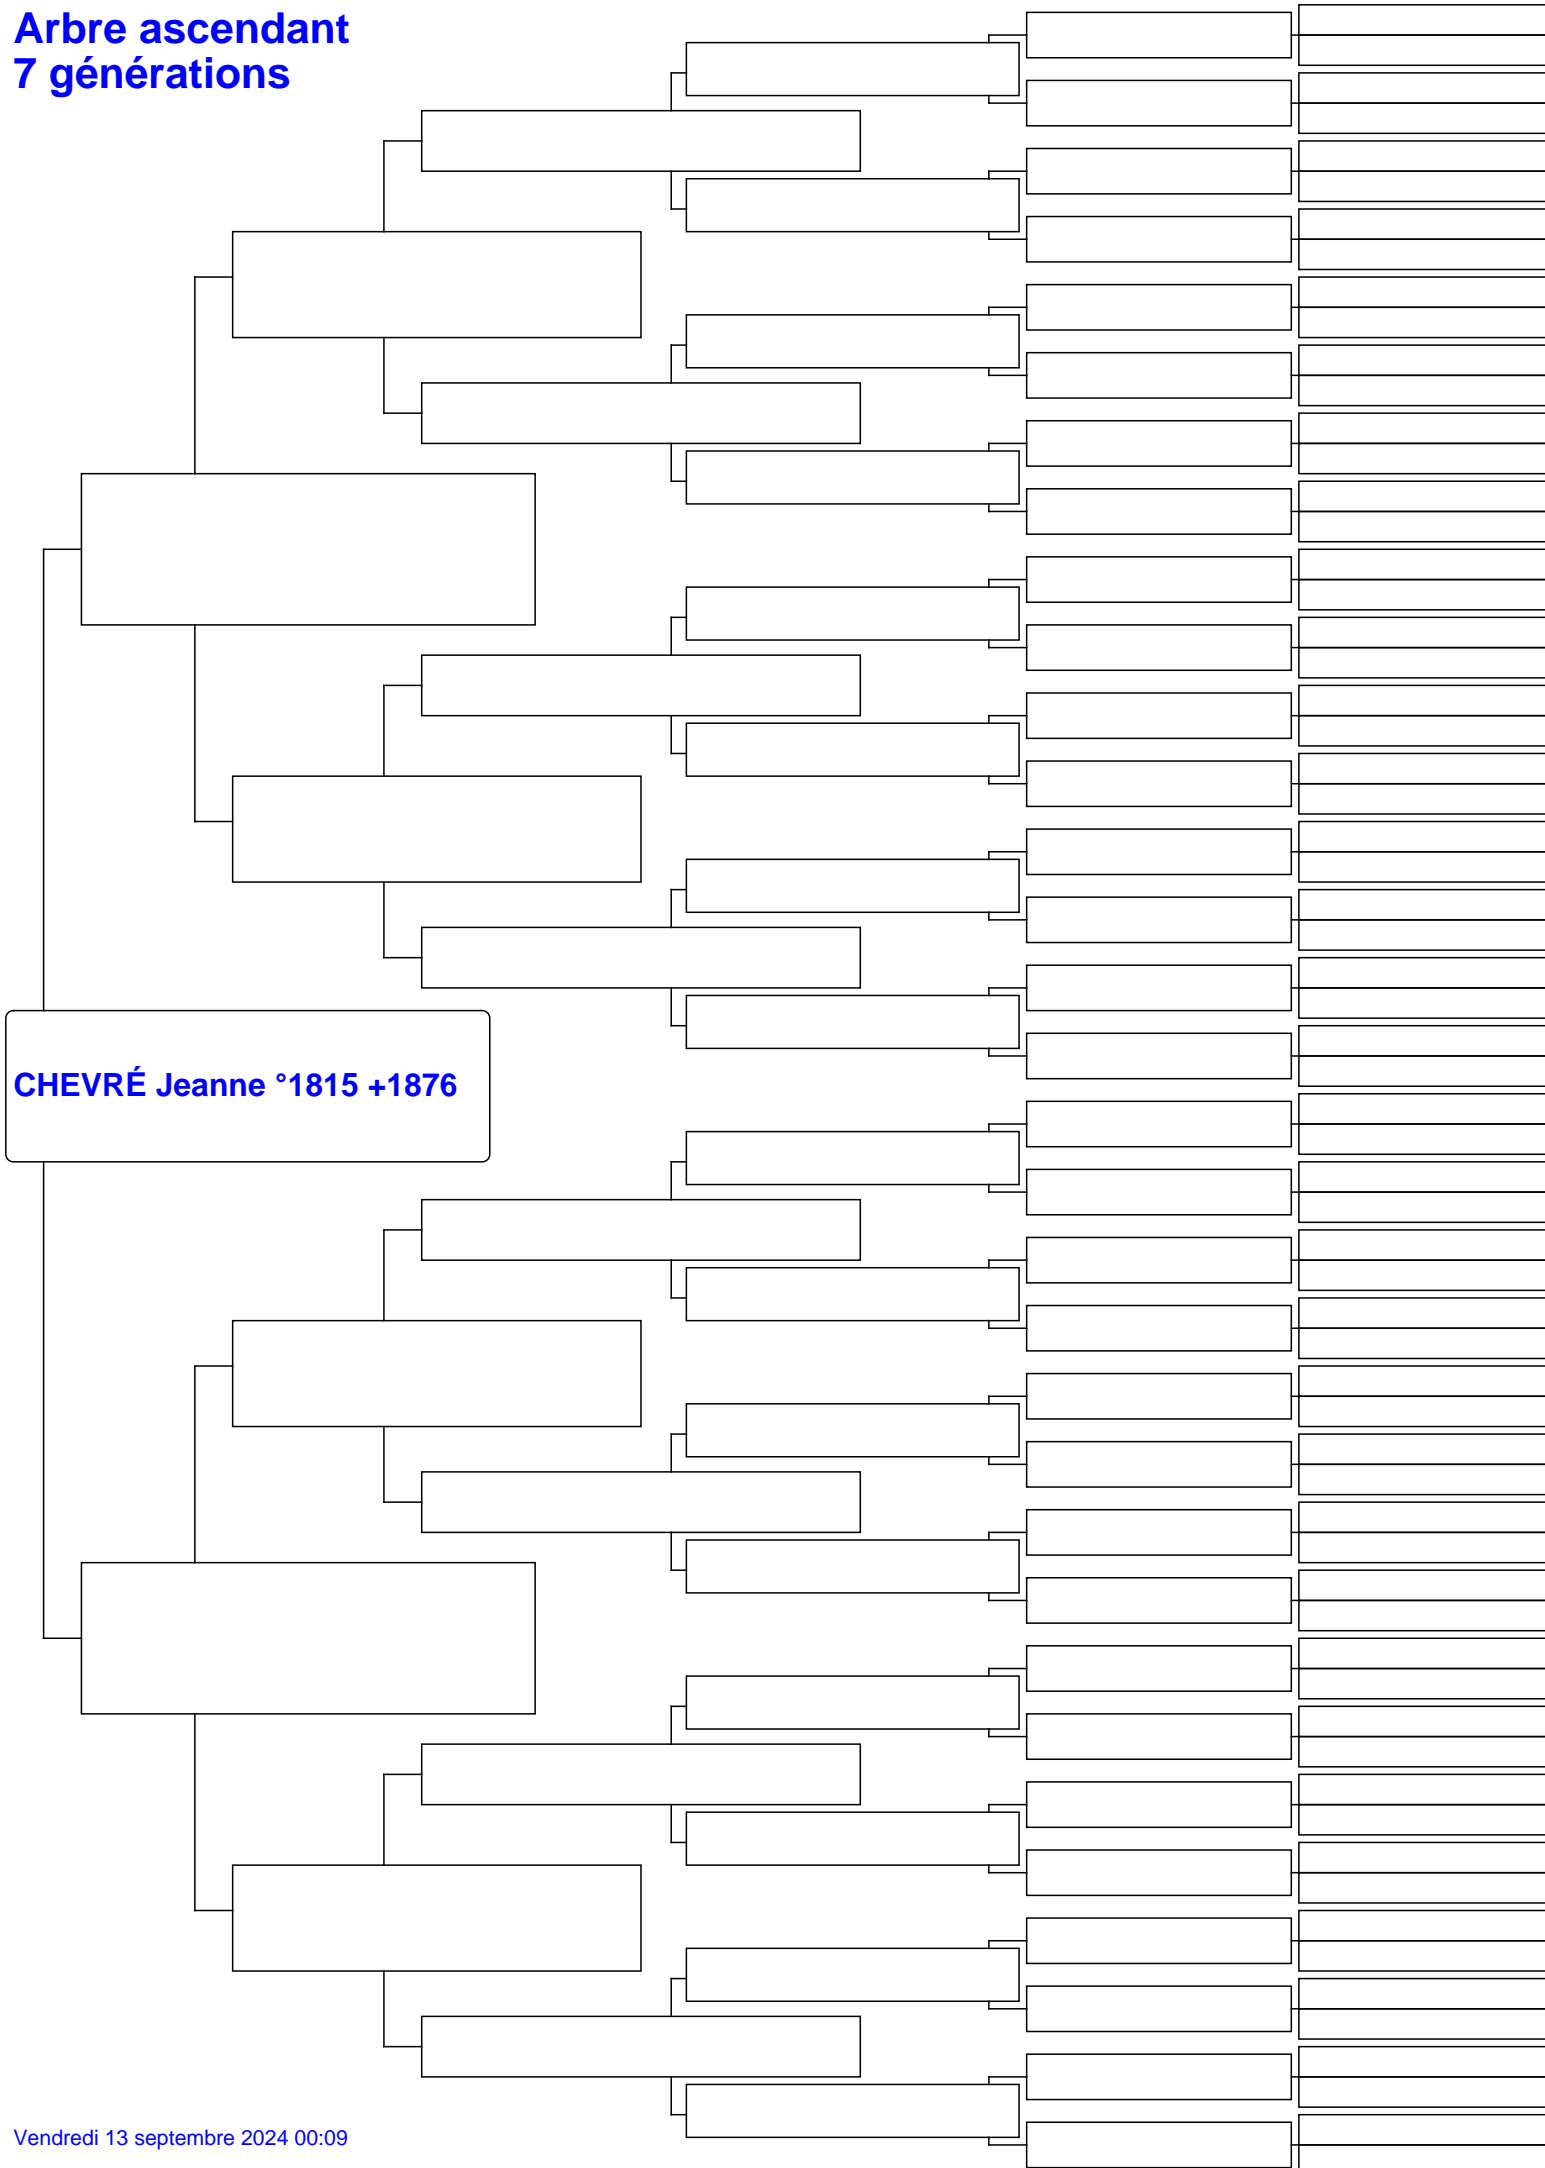 Arbre ascendant
7 générations
CHEVRÉ Jeanne °1815 +1876
Vendredi 13 septembre 2024 00:09